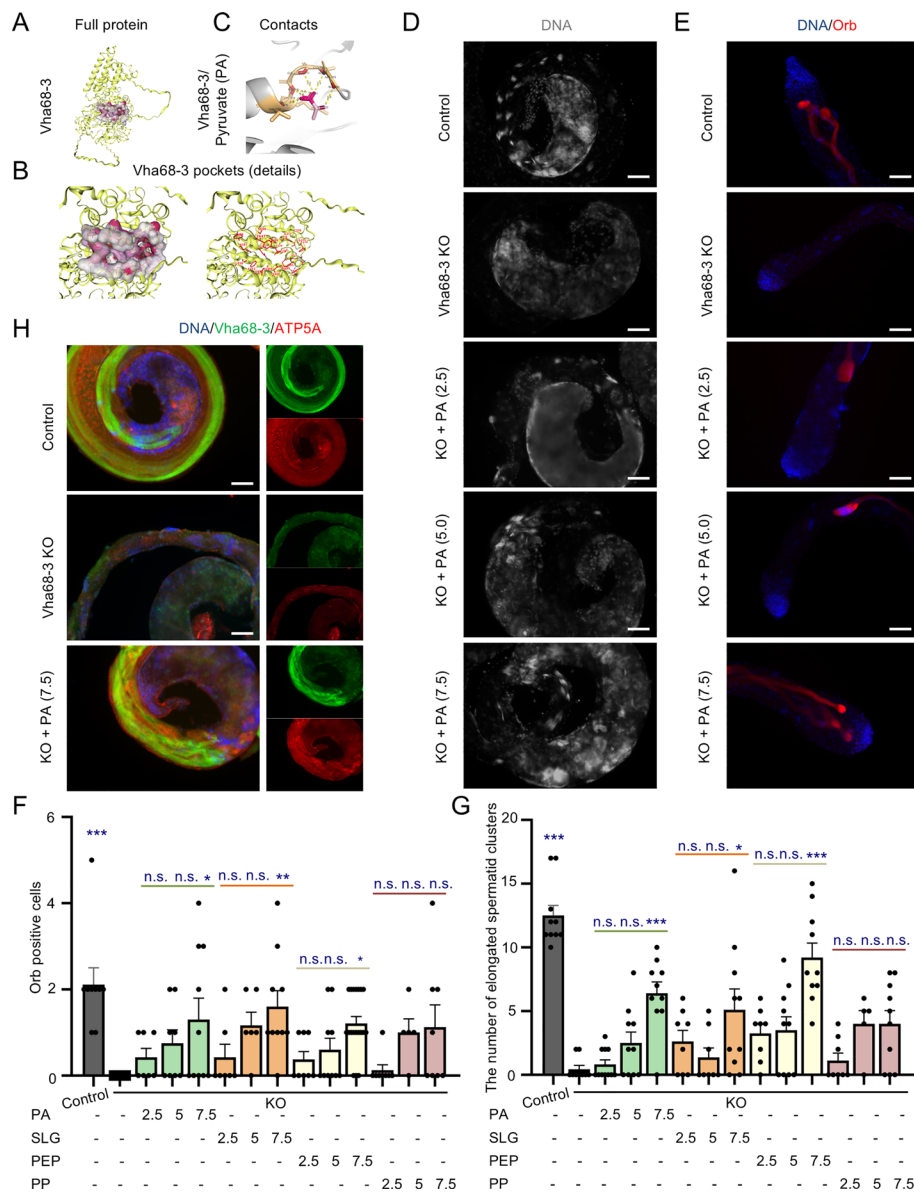 A
Full protein
Vha68-3
C
Contacts
Vha68-3/
Pyruvate (PA)
B
Vha68-3 pockets (details)
D
DNA
Control
Vha68-3 KO
KO + PA (2.5)
KO + PA (5.0)
KO + PA (7.5)
E
DNA/Orb
Control
Vha68-3 KO
KO + PA (2.5)
KO + PA (5.0)
KO + PA (7.5)
H
DNA/Vha68-3/ATP5A
Control
Vha68-3 KO
KO + PA (7.5)
F
Orb positive cells
6
4
2
0
***
n.s. n.s. *
n.s. n.s. **
n.s.n.s. *
n.s. n.s. n.s.
Control
KO
PA - - 2.5 5 7.5 - - - - - - - - -
SLG - - - - - 2.5 5 7.5 - - - - - -
PEP - - - - - - - - 2.5 5 7.5 - - -
PP - - - - - - - - - - - 2.5 5 7.5
G
The number of elongated spermatid clusters
20
15
10
5
0
***
n.s. n.s. ***
n.s. n.s. *
n.s.n.s. ***
n.s. n.s.n.s.
Control
KO
PA - - 2.5 5 7.5 - - - - - - - - -
SLG - - - - - 2.5 5 7.5 - - - - - -
PEP - - - - - - - - 2.5 5 7.5 - - -
PP - - - - - - - - - - - 2.5 5 7.5